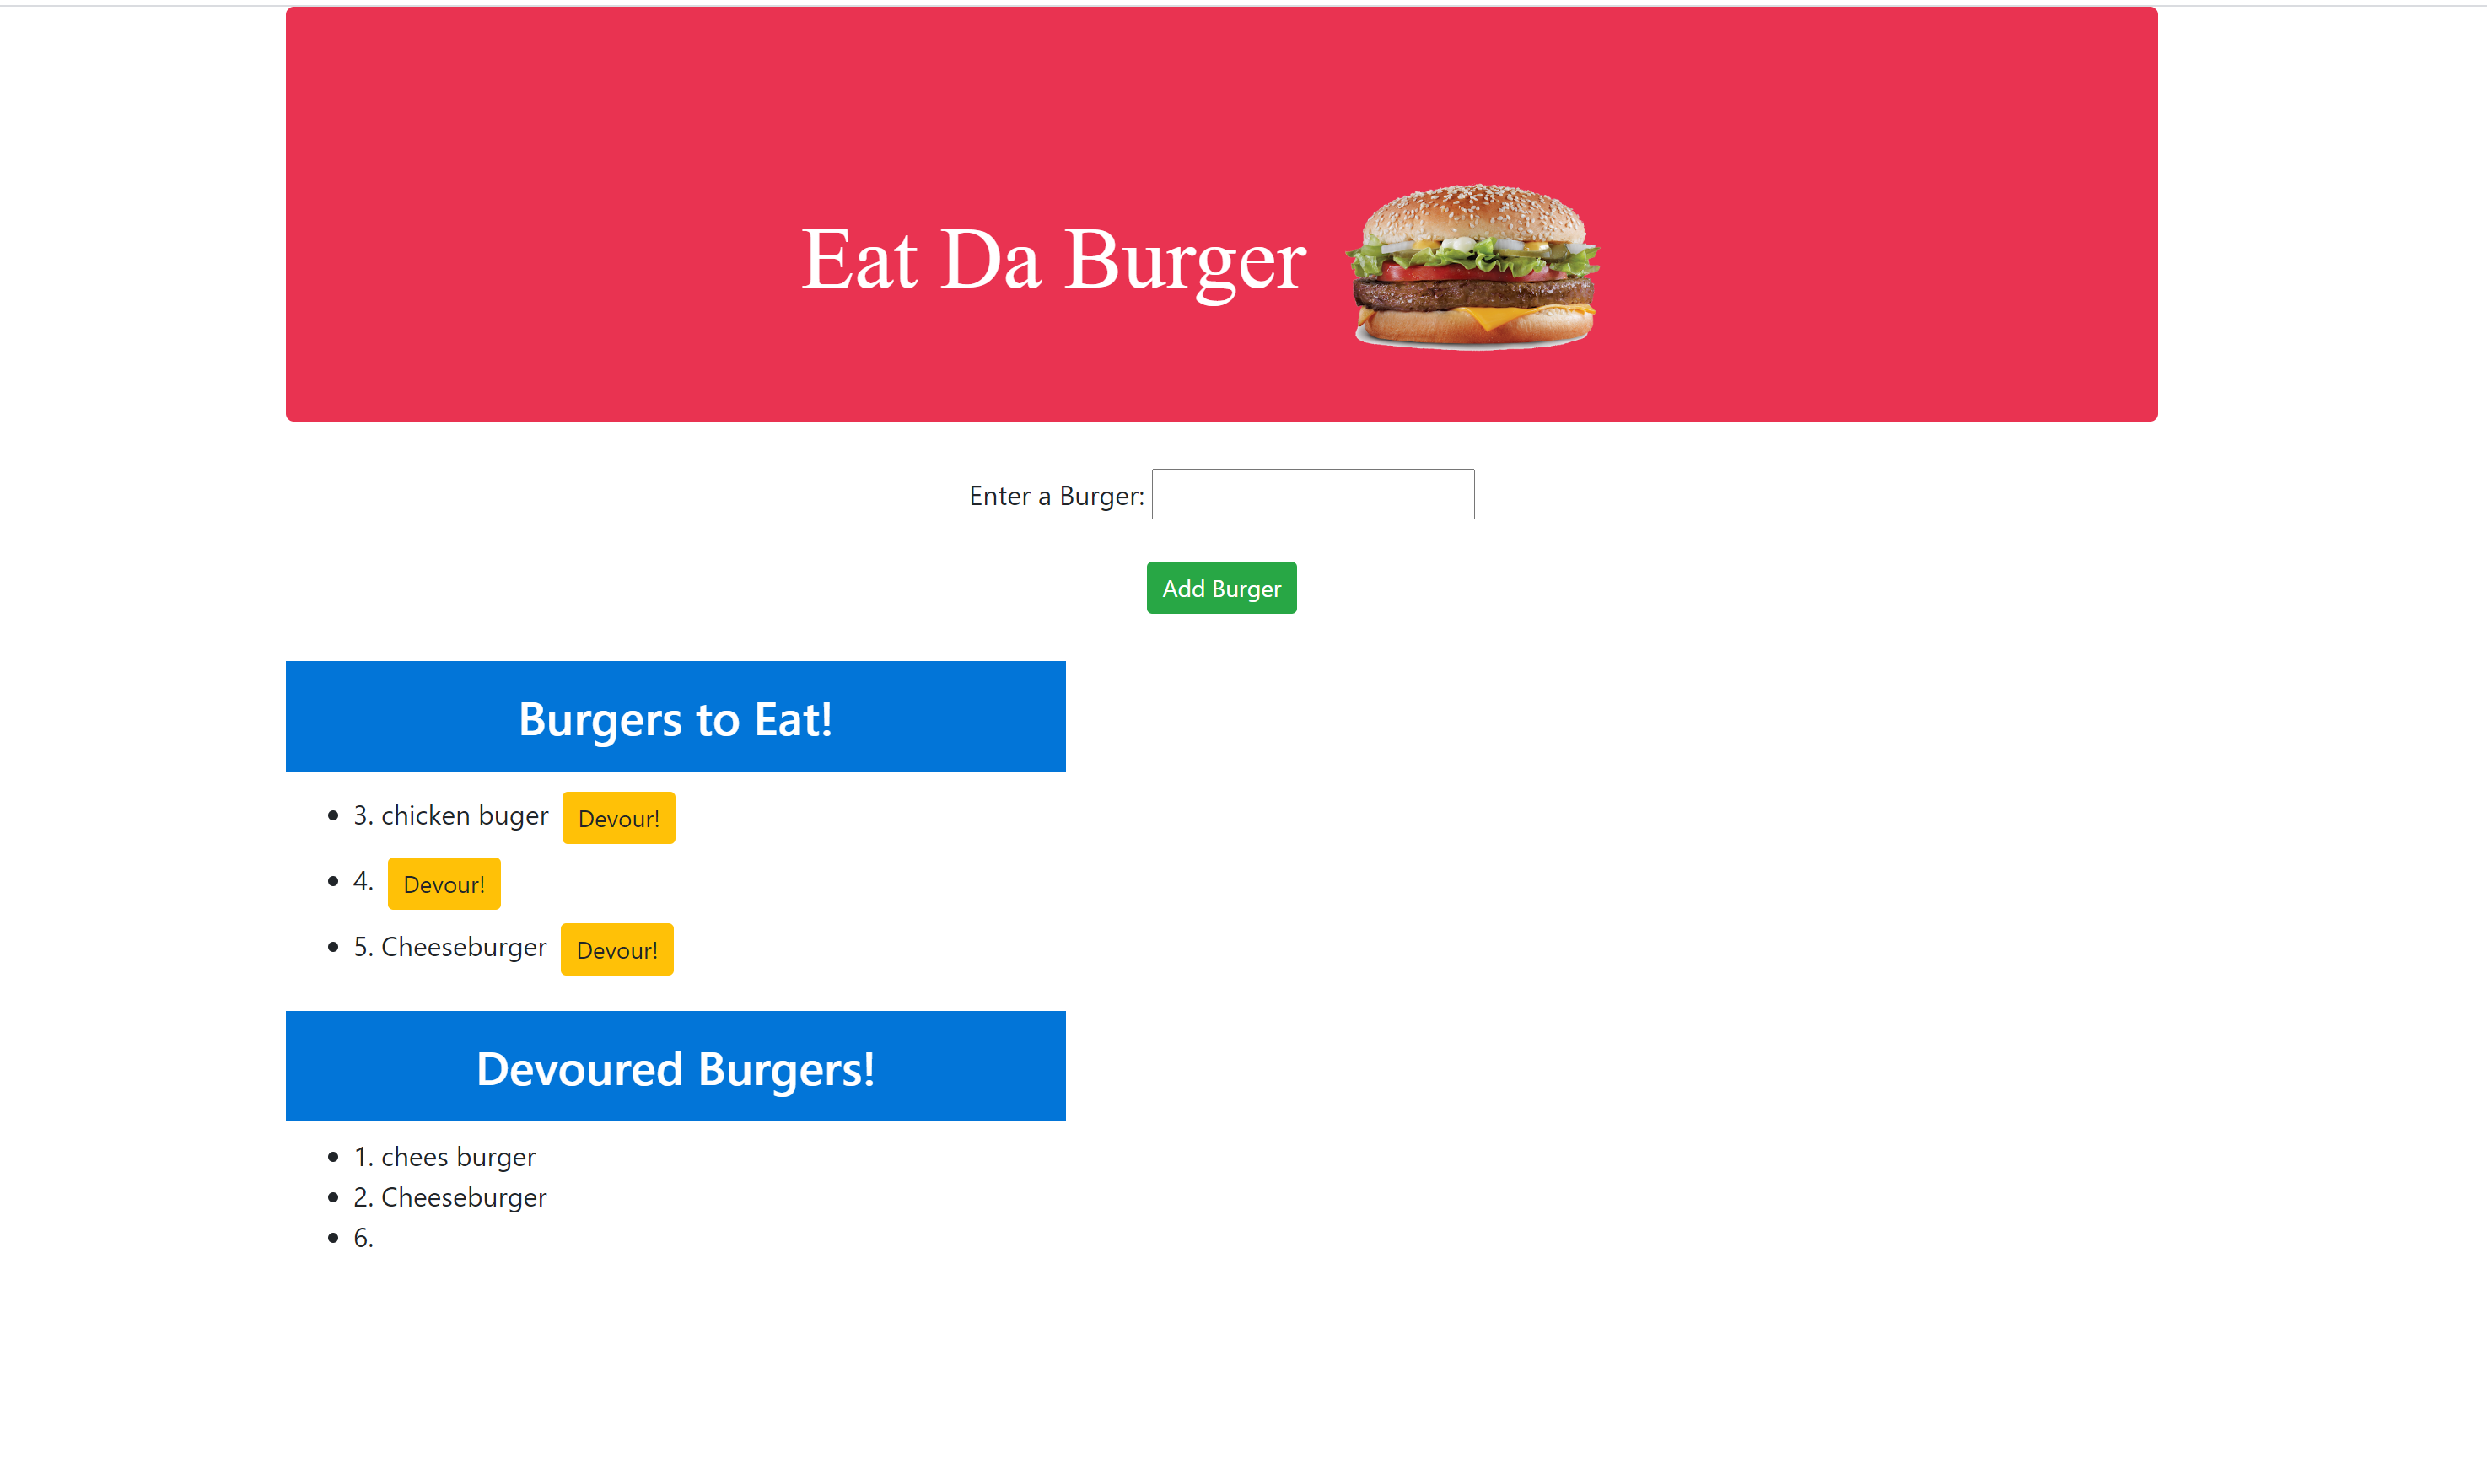 Eat Da Burger
Enter a Burger:
Add Burger
Burgers to Eat!
3. chicken buger Devour!
4. Devour!
5. Cheeseburger Devour!
Devoured Burgers!
1. chees burger
2. Cheeseburger
6.